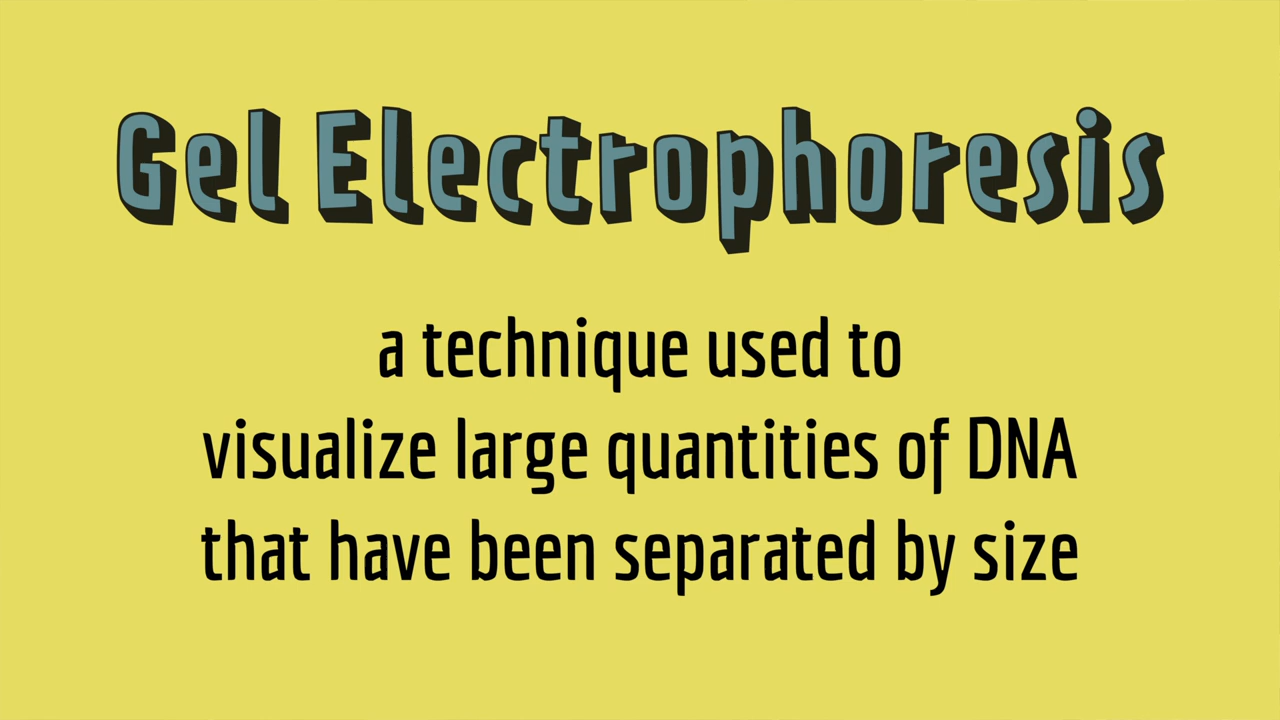 Gel Electrophoresis
a technique used to
visualize large quantities of DNA
that have been separated by size